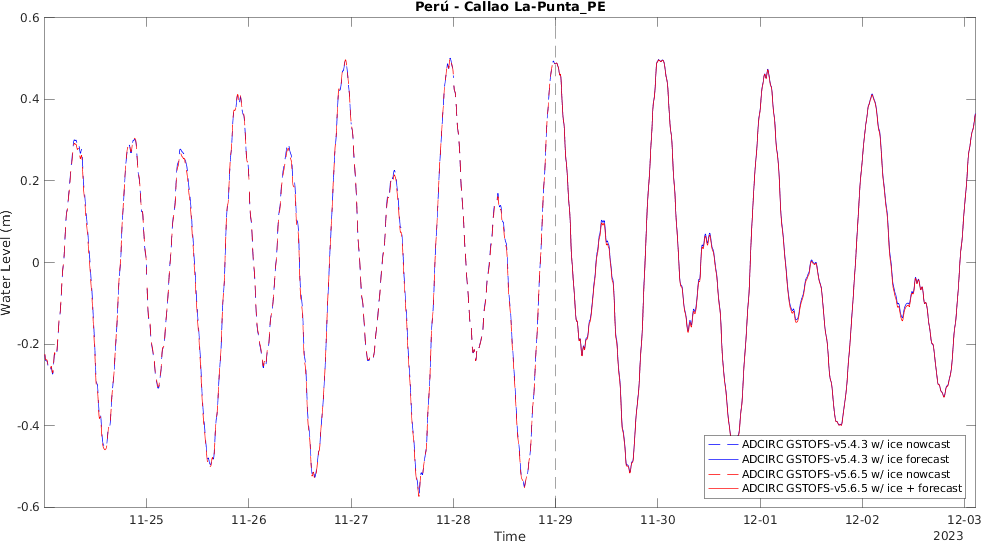 Perú - Callao La-Punta_PE
0.6
0.4
0.2
0
-0.2
-0.4
-0.6
Water Level (m)
11-25
11-26
11-27
11-28
11-29
11-30
12-01
12-02
12-03
2023
Time
ADCIRC GSTOFS-v5.4.3 w/ ice nowcast
ADCIRC GSTOFS-v5.4.3 w/ ice forecast
ADCIRC GSTOFS-v5.6.5 w/ ice nowcast
ADCIRC GSTOFS-v5.6.5 w/ ice + forecast